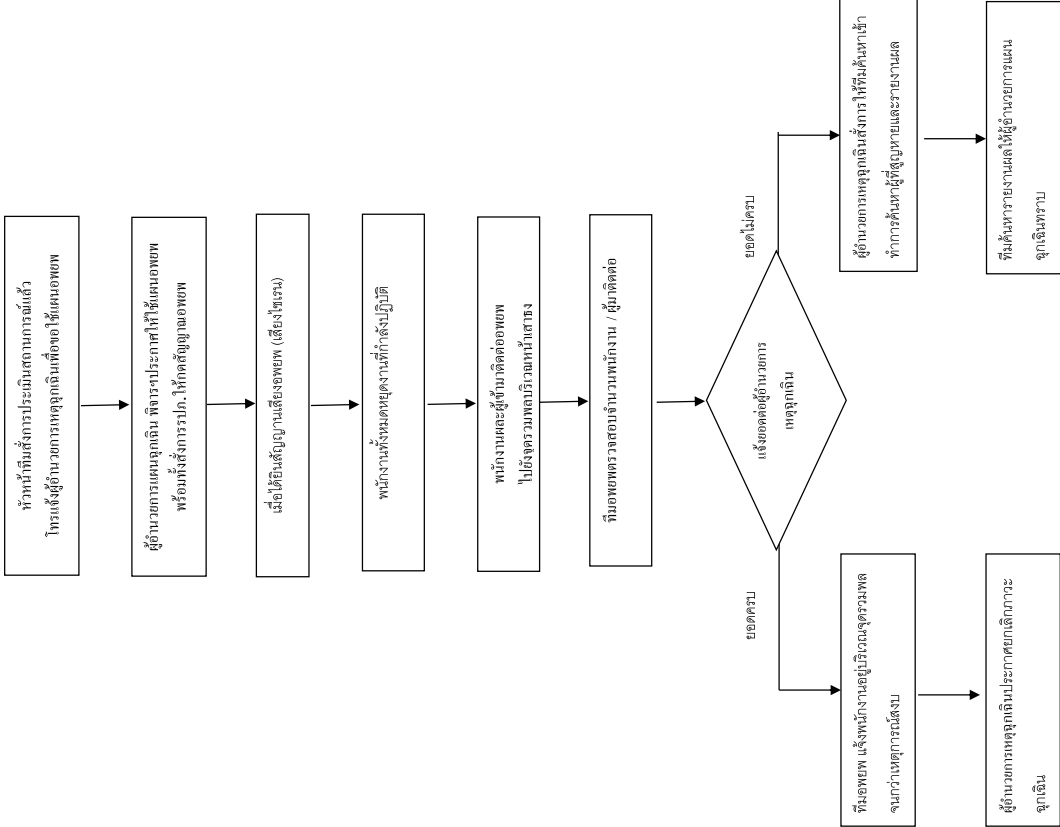 หัวหน้าทีมสั่งการประเมินสถานการณ์แล้ว
โทรแจ้งผู้อำนวยการเหตุฉุกเฉินเพื่อขอใช้แผนอพยพ
ผู้อำนวยการแผนฉุกเฉิน พิจารประกาศให้ใช้แผนอพยพ
พร้อมทั้งสั่งการรปภ.ให้กดสัญญาณอพยพ
เมื่อได้ยินสัญญานเสียงอพยพ (เสียงไซเรน)
พนักงานทั้งหมดหยุดงานที่กำลังปฏิบัติ
พนักงานและผู้เข้ามาติดต่ออพยพ
ไปยังจุดรวมพลบริเวณหน้าเสาธง
ทีมอพยพตรวจสอบจำนวนพนักงาน / ผู้มาติดต่อ
แจ้งยอดต่อผู้อำนวยการ
เหตุฉุกเฉิน
ยอดครบ
ทีมอพยพ แจ้งพนักงานอยู่บริเวณจุดรวมพล
จนกว่าเหตุการณ์สงบ
ผู้อำนวยการเหตุฉุกเฉินประกาศยกเลิกภาวะ
ฉุกเฉิน
ยอดไม่ครบ
ผู้อำนวยการเหตุฉุกเฉินสั่งการให้ทีมค้นหาเข้า
ทำการค้นหาผู้ที่สูญหายและรายงานผล
ทีมค้นหารายงานผลให้ผู้อำนวยการแผน
ฉุกเฉินทราบ